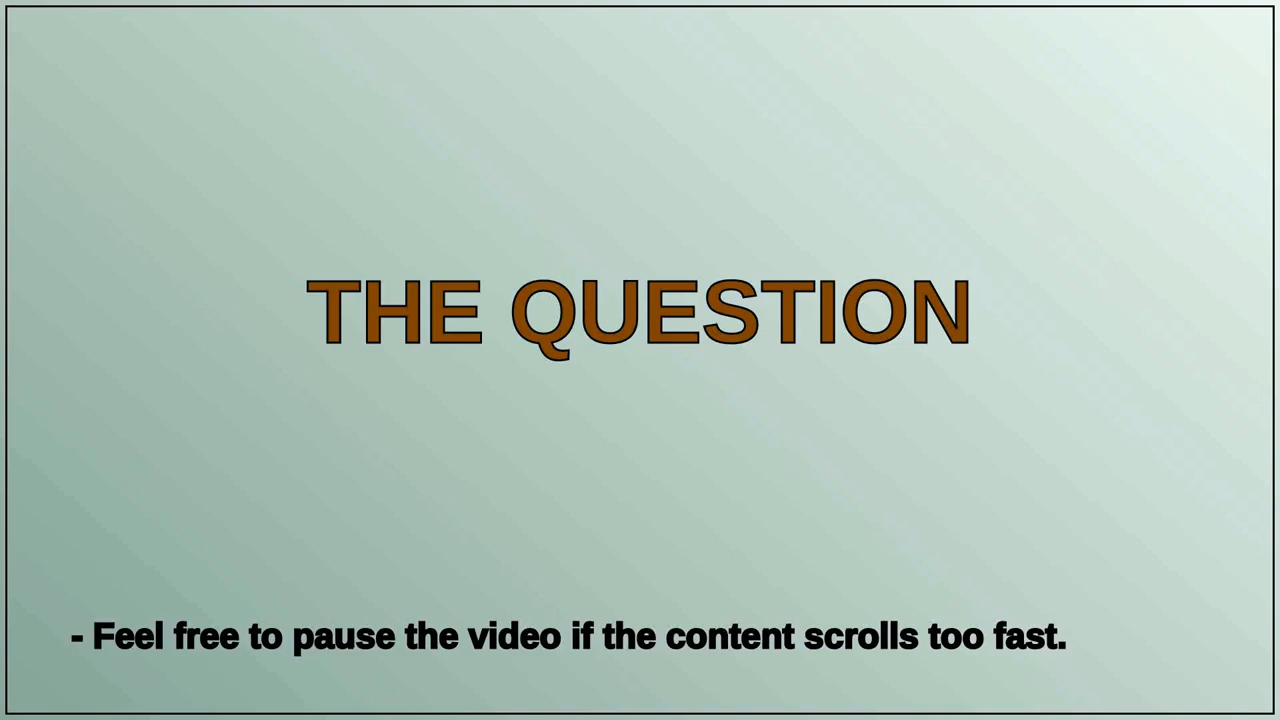 THE QUESTION
- Feel free to pause the video if the content scrolls too fast.